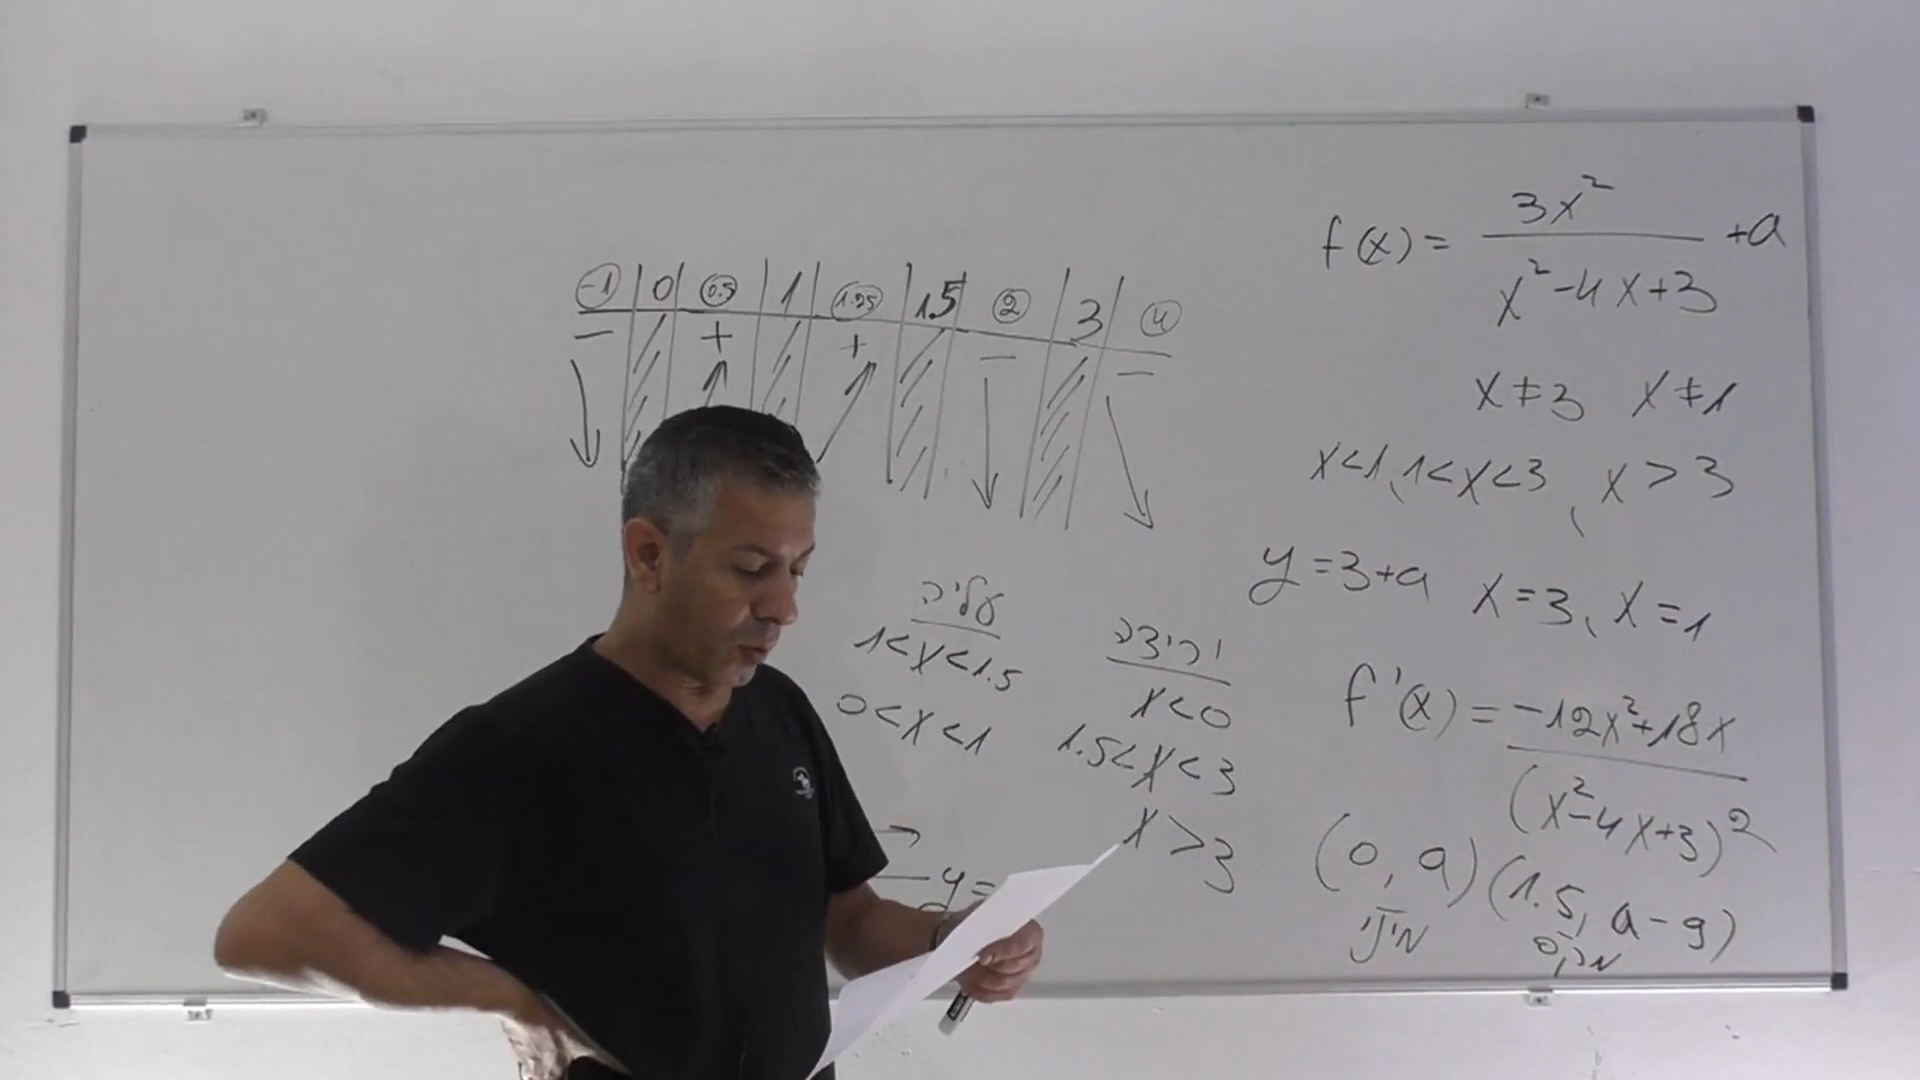 f(x) = 3x² / x²-4x+3 +a
x≠3 x≠1
x<1, 1<x<3, x>3
y=3+a x=3, x=1
f'(x) = -12x²+18x / (x²-4x+3)²
(0, a) (1.5, a-9)
מינ' מקס'
-1 0 0.5 1 1.25 1.5 2 3 4
- + + - -
עליה
1<x<1.5
0<x<1
ירידה
x<0
1.5<x<3
x>3
y=